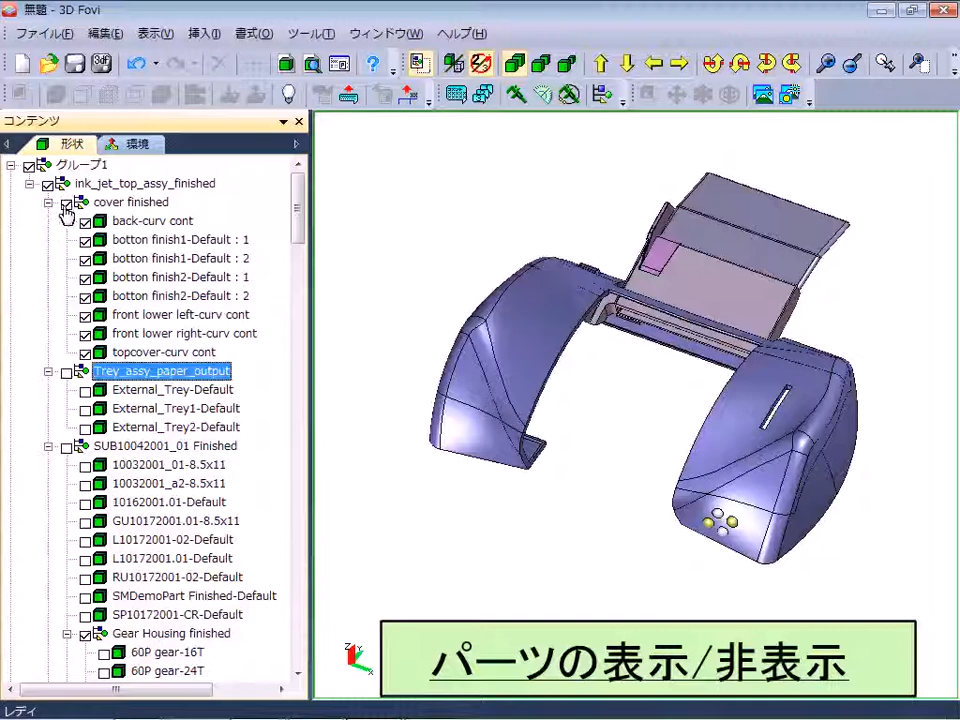 無題 - 3D Fovi
ファイル(F) 編集(E) 表示(V) 挿入(I) 書式(O) ツール(T) ウィンドウ(W) ヘルプ(H)
3df
コンテンツ
形状 環境
グループ1
ink_jet_top_assy_finished
cover finished
back-curv cont
botton finish1-Default : 1
botton finish1-Default : 2
botton finish2-Default : 1
botton finish2-Default : 2
front lower left-curv cont
front lower right-curv cont
topcover-curv cont
Trey_assy_paper_output
External_Trey-Default
External_Trey1-Default
External_Trey2-Default
SUB10042001_01 Finished
10032001_01-8.5x11
10032001_a2-8.5x11
10162001.01-Default
GU10172001.01-8.5x11
L10172001-02-Default
L10172001.01-Default
RU10172001-02-Default
SMDemoPart Finished-Default
SP10172001-CR-Default
Gear Housing finished
60P gear-16T
60P gear-24T
Z Y
X
パーツの表示/非表示
レディ